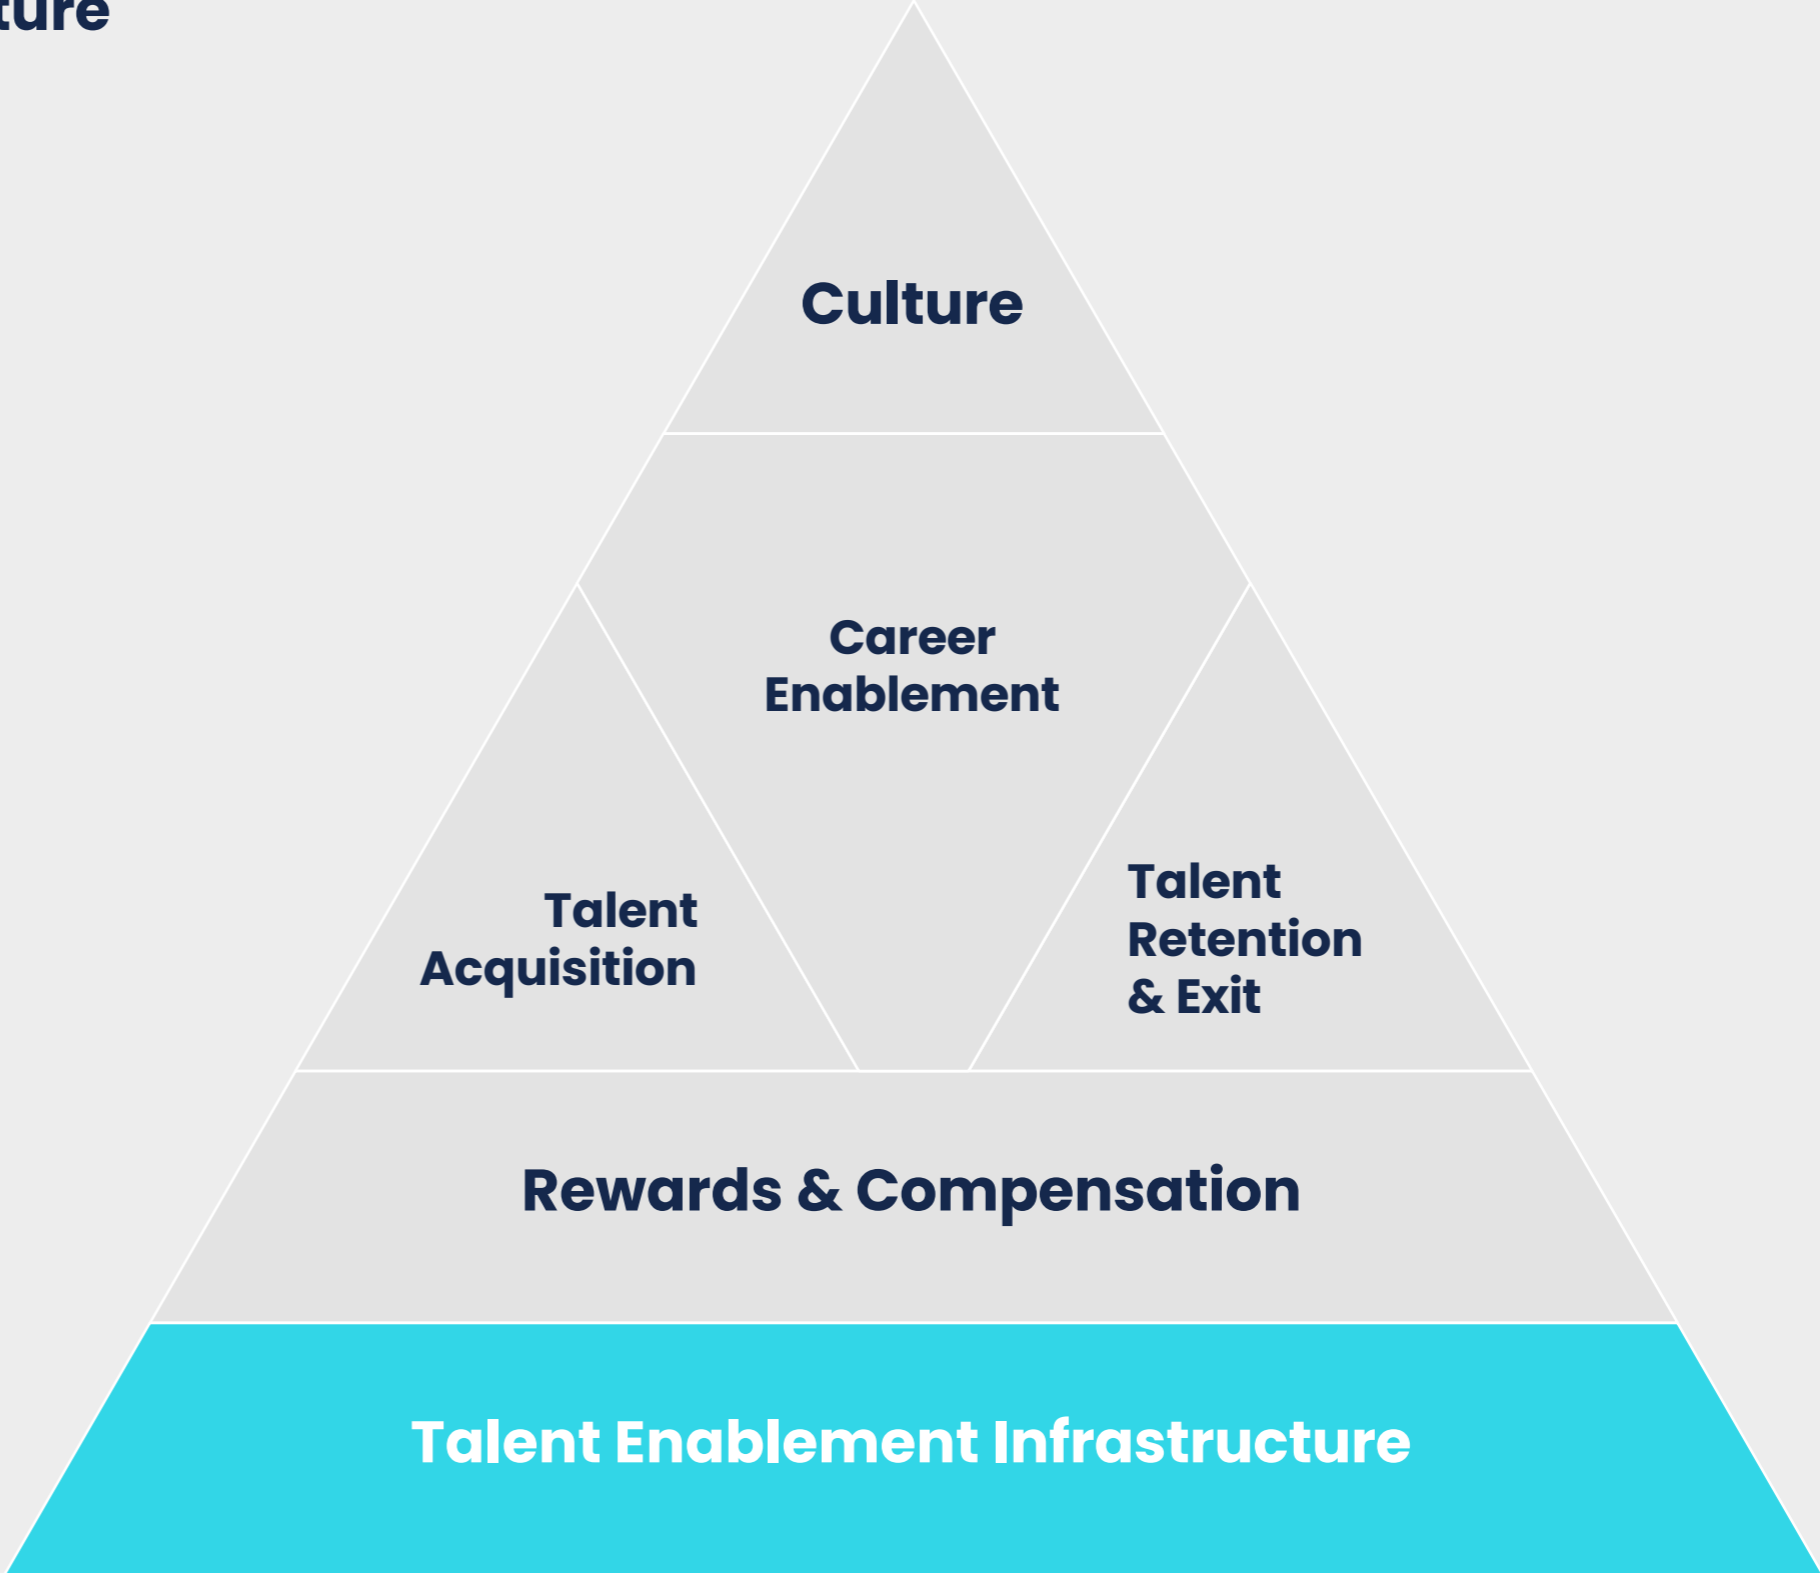 ture
Culture
Career
Enablement
Talent
Acquisition
Talent
Retention
& Exit
Rewards & Compensation
Talent Enablement Infrastructure